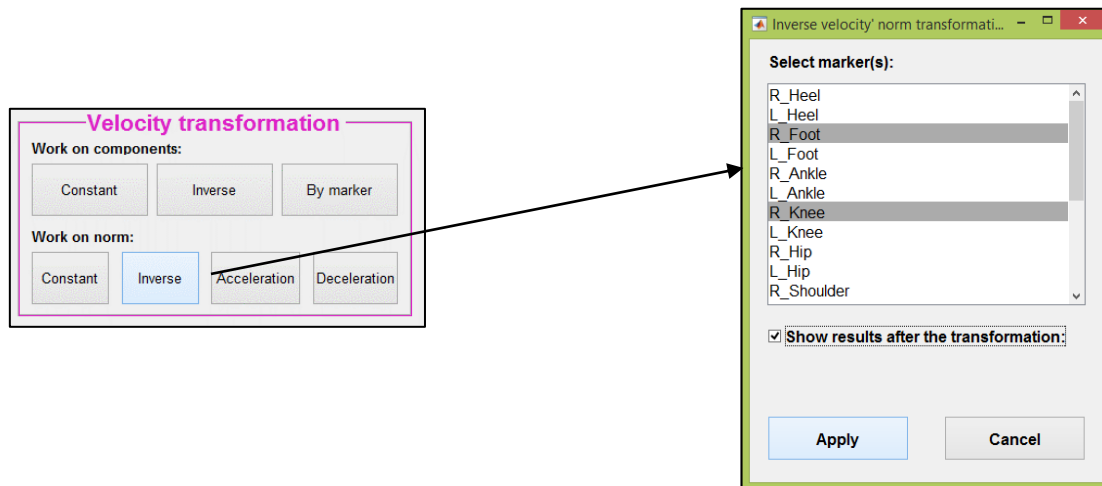 Velocity transformation
Work on components:
Constant Inverse By marker
Work on norm:
Constant Inverse Acceleration Deceleration
Inverse velocity' norm transformati...
Select marker(s):
R_Heel
L_Heel
R_Foot
L_Foot
R_Ankle
L_Ankle
R_Knee
L_Knee
R_Hip
L_Hip
R_Shoulder
Show results after the transformation:
Apply Cancel